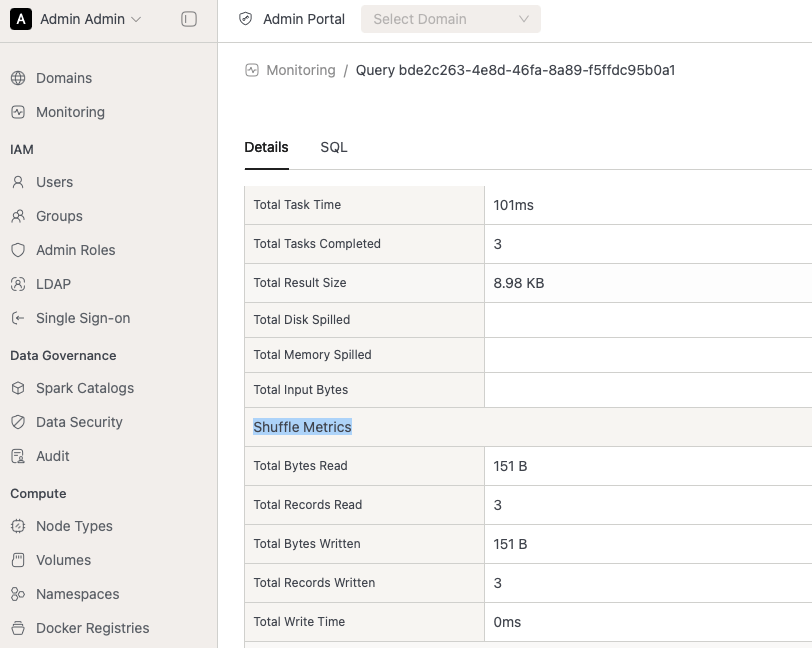 A Admin Admin
Admin Portal
Select Domain
Monitoring / Query bde2c263-4e8d-46fa-8a89-f5ffdc95b0a1
Domains
Monitoring
IAM
Users
Groups
Admin Roles
LDAP
Single Sign-on
Data Governance
Spark Catalogs
Data Security
Audit
Compute
Node Types
Volumes
Namespaces
Docker Registries
Details SQL
Total Task Time 101ms
Total Tasks Completed 3
Total Result Size 8.98 KB
Total Disk Spilled
Total Memory Spilled
Total Input Bytes
Shuffle Metrics
Total Bytes Read 151 B
Total Records Read 3
Total Bytes Written 151 B
Total Records Written 3
Total Write Time 0ms